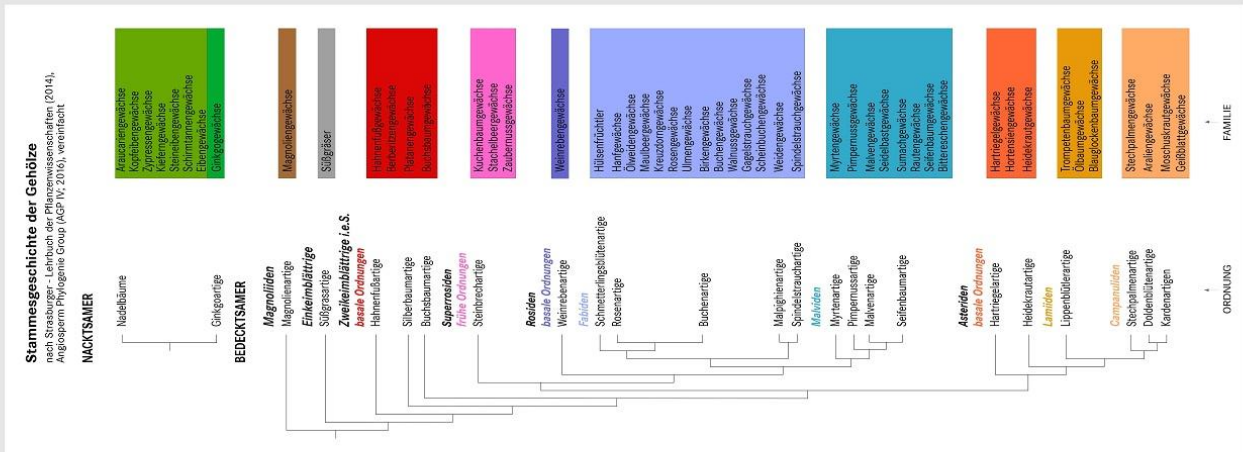 Stammesgeschichte der Gehölze
nach Strasburger - Lehrbuch der Pflanzenwissenschaften (2014),
Angiosperm Phylogenie Group (AGP IV; 2016), vereinfacht
NACKTSAMER
Nadelbäume
Araucariengewächse
Kopfeibengewächse
Zypressengewächse
Kieferngewächse
Steineibengewächse
Schirmtannengewächse
Eibengewächse
Ginkgoartige
Ginkgogewächse
BEDECKTSAMER
Magnoliiden
Magnolienartige
Magnoliengewächse
Einkeimblättrige
Süßgrasartige
Süßgräser
Zweikeimblättrige i.e.S.
basale Ordnungen
Hahnenfußartige
Hahnenfußgewächse
Berberitzengewächse
Silberbaumartige
Platanengewächse
Buchsbaumartige
Buchsbaumgewächse
Superrosiden
frühe Ordnungen
Steinbrechartige
Kuchenbaumgewächse
Stachelbeergewächse
Zaubernussgewächse
Rosiden
basale Ordnungen
Weinrebenartige
Weinrebengewächse
Fabiden
Schmetterlingsblütenartige
Hülsenfrüchtler
Rosenartige
Hanfgewächse
Ölweidengewächse
Maulbeergewächse
Kreuzdorngewächse
Rosengewächse
Ulmengewächse
Buchenartige
Birkengewächse
Buchengewächse
Walnussgewächse
Gagelstrauchgewächse
Scheinbuchengewächse
Malpighienartige
Weidengewächse
Spindelstrauchartige
Spindelstrauchgewächse
Malviden
Myrtenartige
Myrtengewächse
Pimpernussartige
Pimpernussgewächse
Malvenartige
Malvengewächse
Seidelbastgewächse
Seifenbaumartige
Sumachgewächse
Rautengewächse
Seifenbaumgewächse
Bittereschengewächse
Asteriden
basale Ordnungen
Hartriegelartige
Hartriegelgewächse
Hortensiengewächse
Heidekrautartige
Heidekrautgewächse
Lamiiden
Lippenblütlerartige
Trompetenbaumgewächse
Ölbaumgewächse
Blauglockenbaumgewächse
Campanuliden
Stechpalmenartige
Stechpalmengewächse
Doldenblütlerartige
Araliengewächse
Kardenartigen
Moschuskrautgewächse
Geißblattgewächse
ORDNUNG
FAMILIE